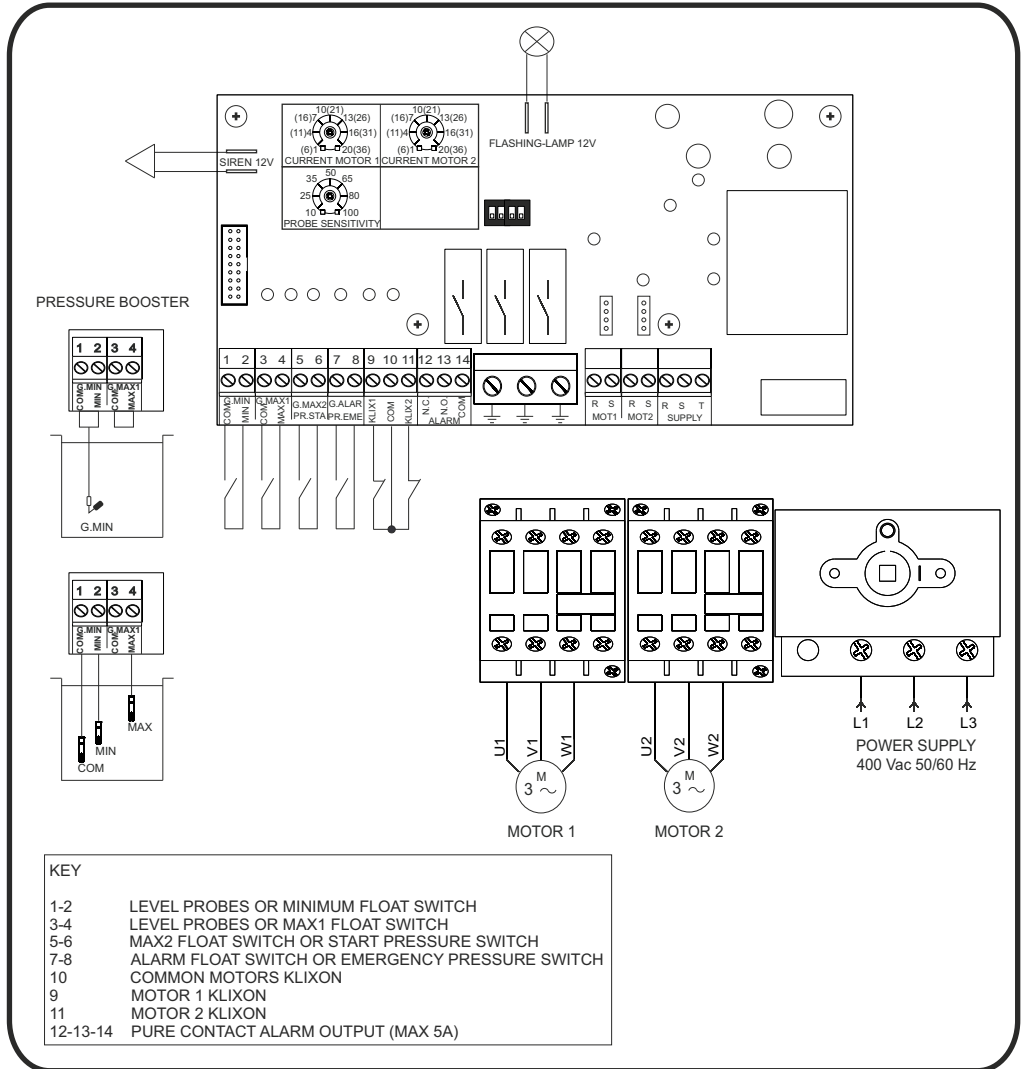 10(21)
(16)7 13(26)
(11)4 16(31)
(6)1 20(36)
CURRENT MOTOR 1
10(21)
(16)7 13(26)
(11)4 16(31)
(6)1 20(36)
CURRENT MOTOR 2
FLASHING-LAMP 12V
SIREN 12V
50
35 65
25 80
10 100
PROBE SENSITIVITY
PRESSURE BOOSTER
1 2 3 4
G.MIN G.MAX1
COM MIN COM MAX1
G.MIN
1 2 3 4 5 6 7 8 9 10 11 12 13 14
G.MIN G.MAX1 G.MAX2 G.ALAR
COM MIN COM MAX1 PR.STA PR.EME KLIX1 COM KLIX2 N.C. N.O. COM
ALARM
R S R S R S T
MOT1 MOT2 SUPPLY
1 2 3 4
G.MIN G.MAX1
COM MIN COM MAX1
MAX
MIN
COM
I
L1 L2 L3
POWER SUPPLY
400 Vac 50/60 Hz
U1 V1 W1
M
3 ~
MOTOR 1
U2 V2 W2
M
3 ~
MOTOR 2
KEY
1-2 LEVEL PROBES OR MINIMUM FLOAT SWITCH
3-4 LEVEL PROBES OR MAX1 FLOAT SWITCH
5-6 MAX2 FLOAT SWITCH OR START PRESSURE SWITCH
7-8 ALARM FLOAT SWITCH OR EMERGENCY PRESSURE SWITCH
10 COMMON MOTORS KLIXON
9 MOTOR 1 KLIXON
11 MOTOR 2 KLIXON
12-13-14 PURE CONTACT ALARM OUTPUT (MAX 5A)